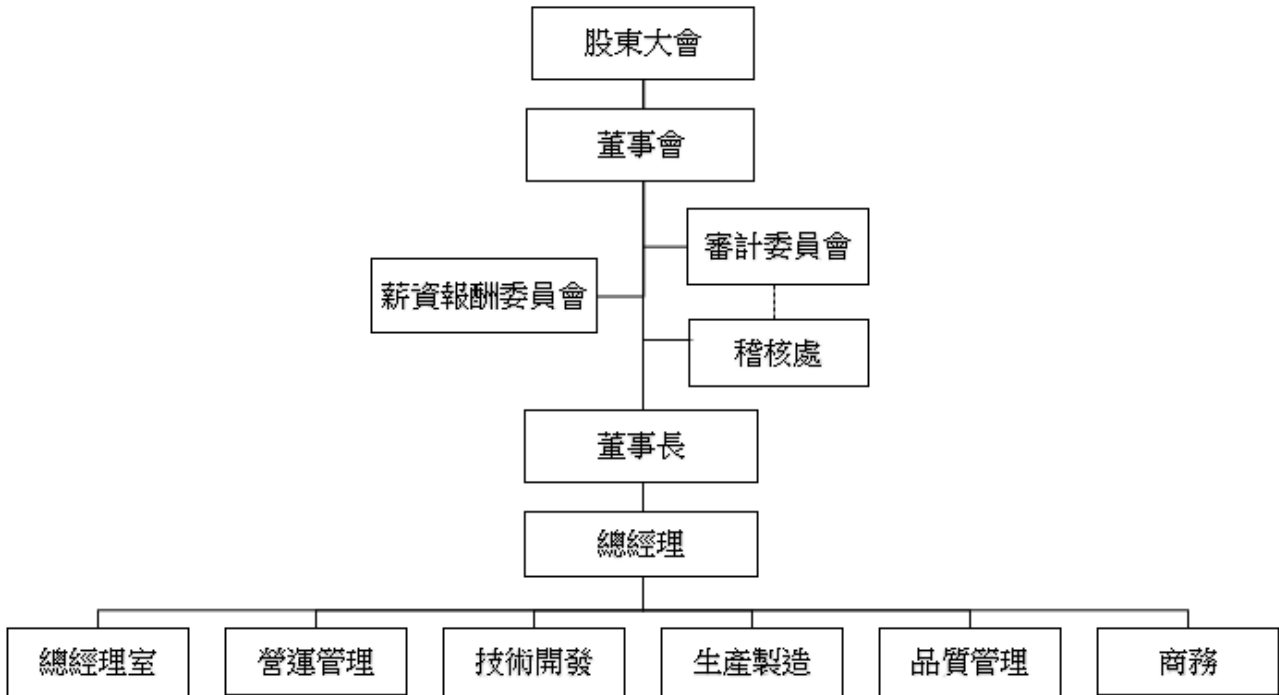 股東大會
董事會
審計委員會
薪資報酬委員會
稽核處
董事長
總經理
總經理室
營運管理
技術開發
生產製造
品質管理
商務